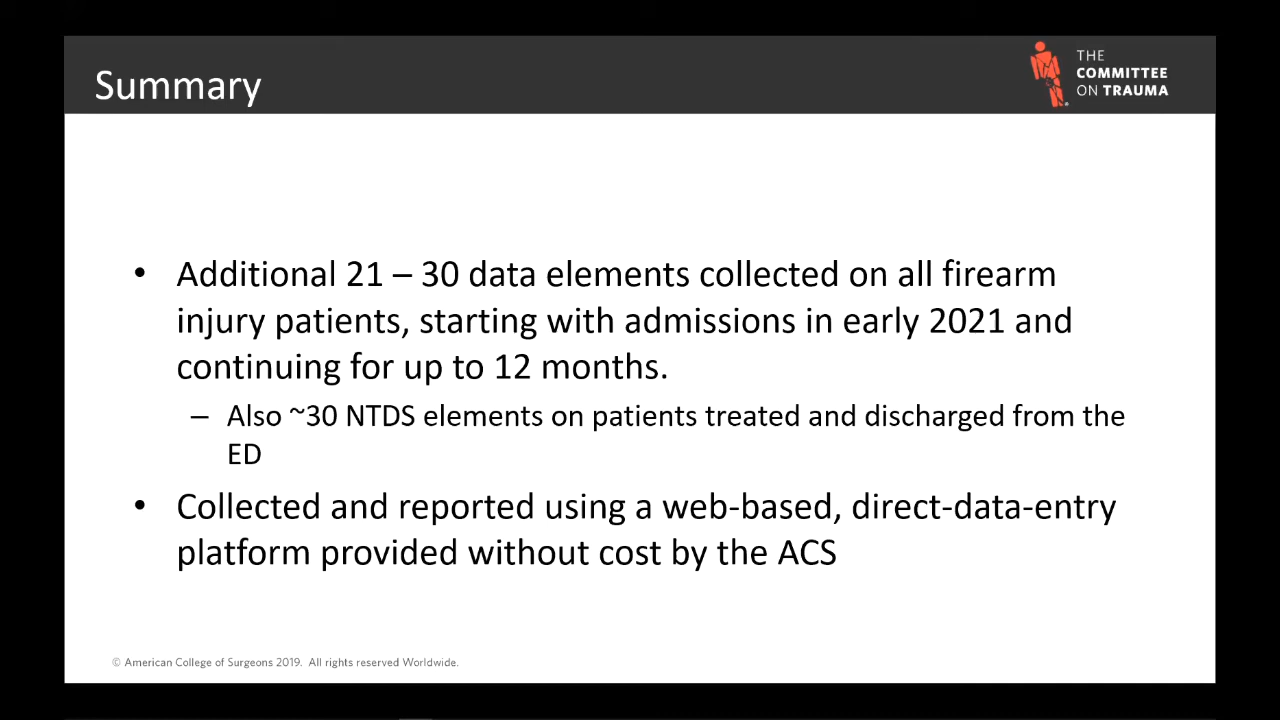 Summary
THE
COMMITTEE
ON TRAUMA
• Additional 21 – 30 data elements collected on all firearm
injury patients, starting with admissions in early 2021 and
continuing for up to 12 months.
– Also ~30 NTDS elements on patients treated and discharged from the
ED
• Collected and reported using a web-based, direct-data-entry
platform provided without cost by the ACS
© American College of Surgeons 2019. All rights reserved Worldwide.